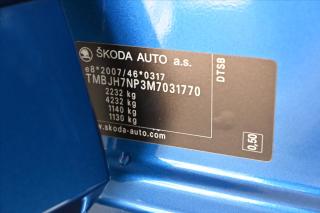 ŠKODA AUTO a.s.
e8*2007/46*0317
TMBJH7NP3M7031770
2232 kg
4232 kg
1140 kg
1130 kg
www.skoda-auto.com
DTSB
0,50